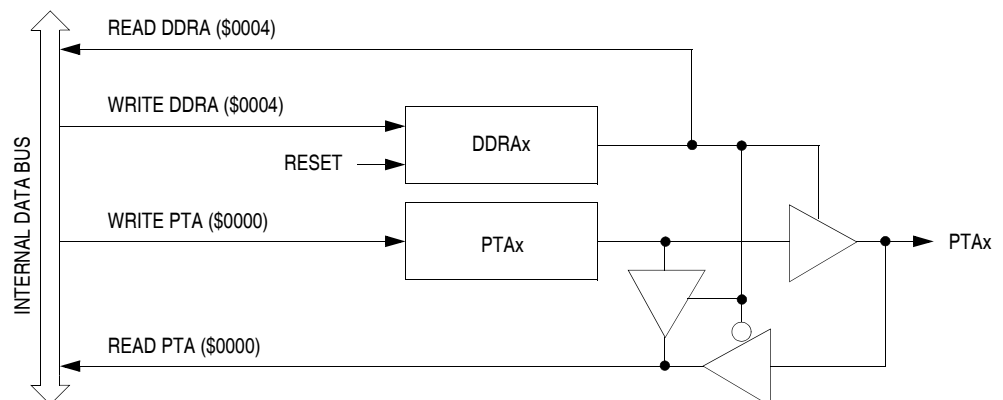 READ DDRA ($0004)
WRITE DDRA ($0004)
DDRAx
RESET
INTERNAL DATA BUS
WRITE PTA ($0000)
PTAx
PTAx
READ PTA ($0000)